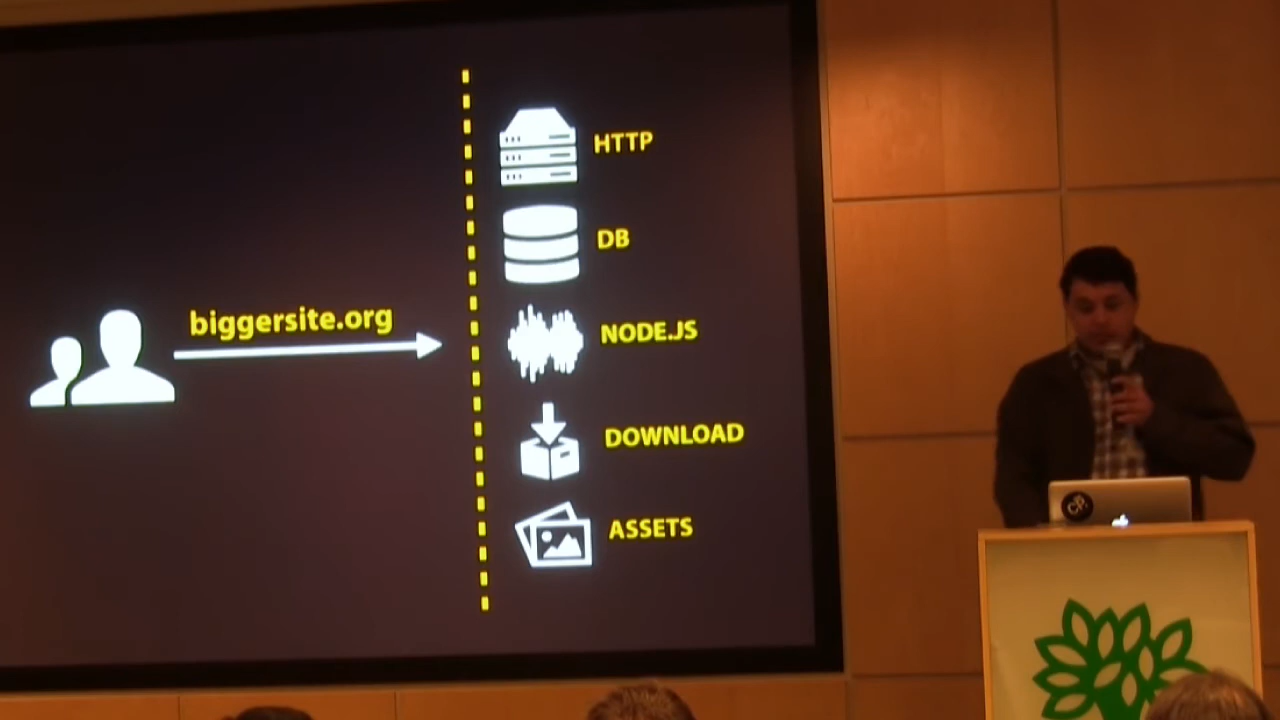 HTTP
DB
biggersite.org
NODE.JS
DOWNLOAD
ASSETS